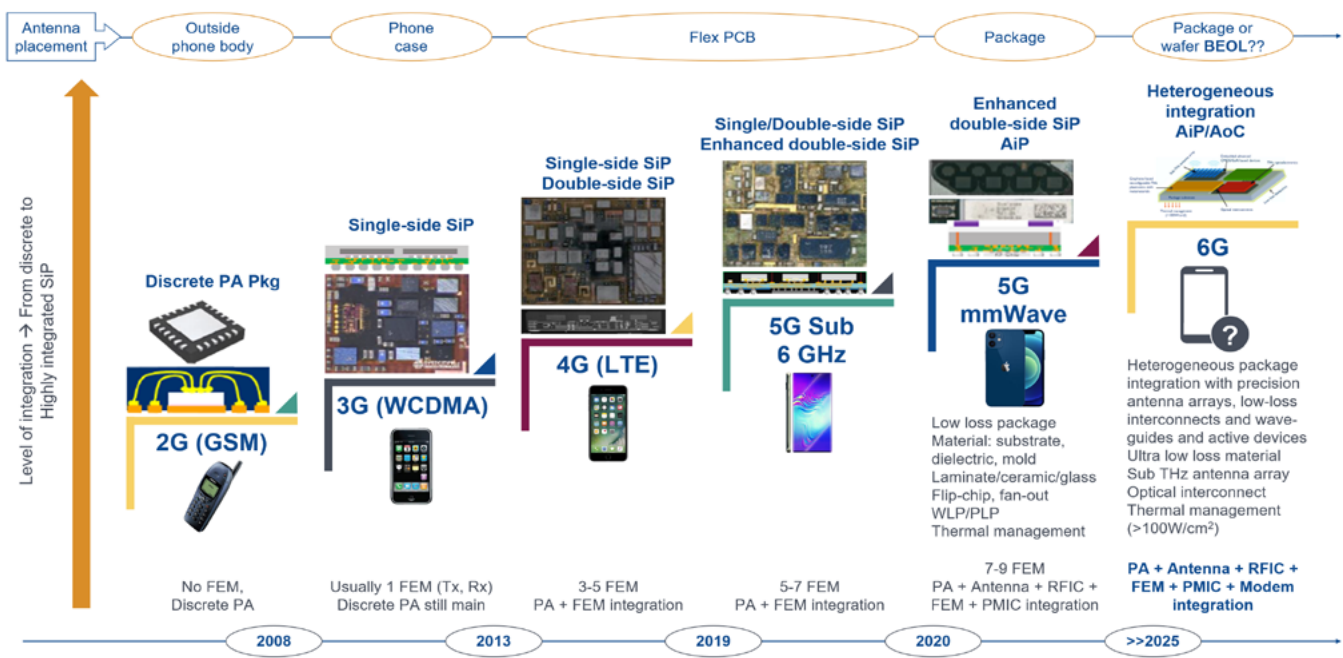 Antenna
placement
Outside
phone body
Phone
case
Flex PCB
Package
Package or
wafer BEOL??
Level of integration → From discrete to
Highly integrated SiP
Discrete PA Pkg
2G (GSM)
No FEM,
Discrete PA
Single-side SiP
3G (WCDMA)
Usually 1 FEM (Tx, Rx)
Discrete PA still main
Single-side SiP
Double-side SiP
4G (LTE)
3-5 FEM
PA + FEM integration
Single/Double-side SiP
Enhanced double-side SiP
5G Sub
6 GHz
5-7 FEM
PA + FEM integration
Enhanced
double-side SiP
AiP
5G
mmWave
Low loss package
Material: substrate,
dielectric, mold
Laminate/ceramic/glass
Flip-chip, fan-out
WLP/PLP
Thermal management
7-9 FEM
PA + Antenna + RFIC +
FEM + PMIC integration
Heterogeneous
integration
AiP/AoC
6G
?
Heterogeneous package
integration with precision
antenna arrays, low-loss
interconnects and wave-
guides and active devices
Ultra low loss material
Sub THz antenna array
Optical interconnect
Thermal management
(>100W/cm²)
PA + Antenna + RFIC +
FEM + PMIC + Modem
integration
2008
2013
2019
2020
>>2025